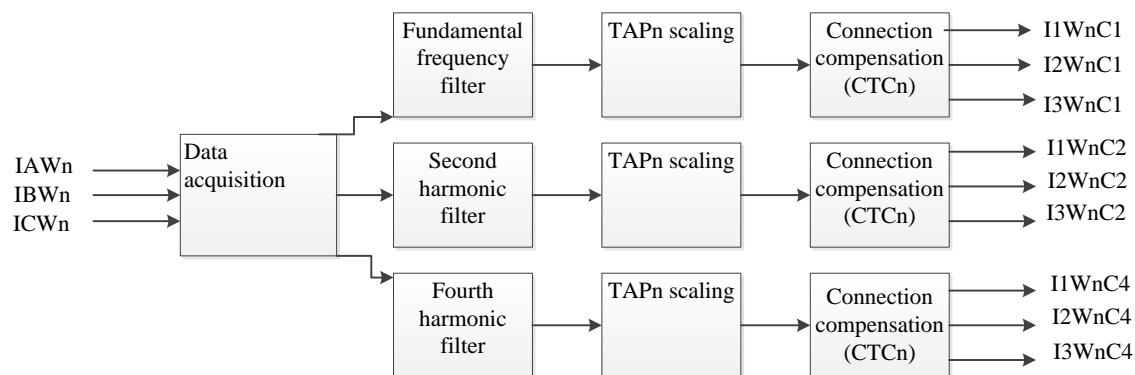 IAWn
IBWn
ICWn
Data
acquisition
Fundamental
frequency
filter
TAPn scaling
Connection
compensation
(CTCn)
I1WnC1
I2WnC1
I3WnC1
Second
harmonic
filter
TAPn scaling
Connection
compensation
(CTCn)
I1WnC2
I2WnC2
I3WnC2
Fourth
harmonic
filter
TAPn scaling
Connection
compensation
(CTCn)
I1WnC4
I2WnC4
I3WnC4